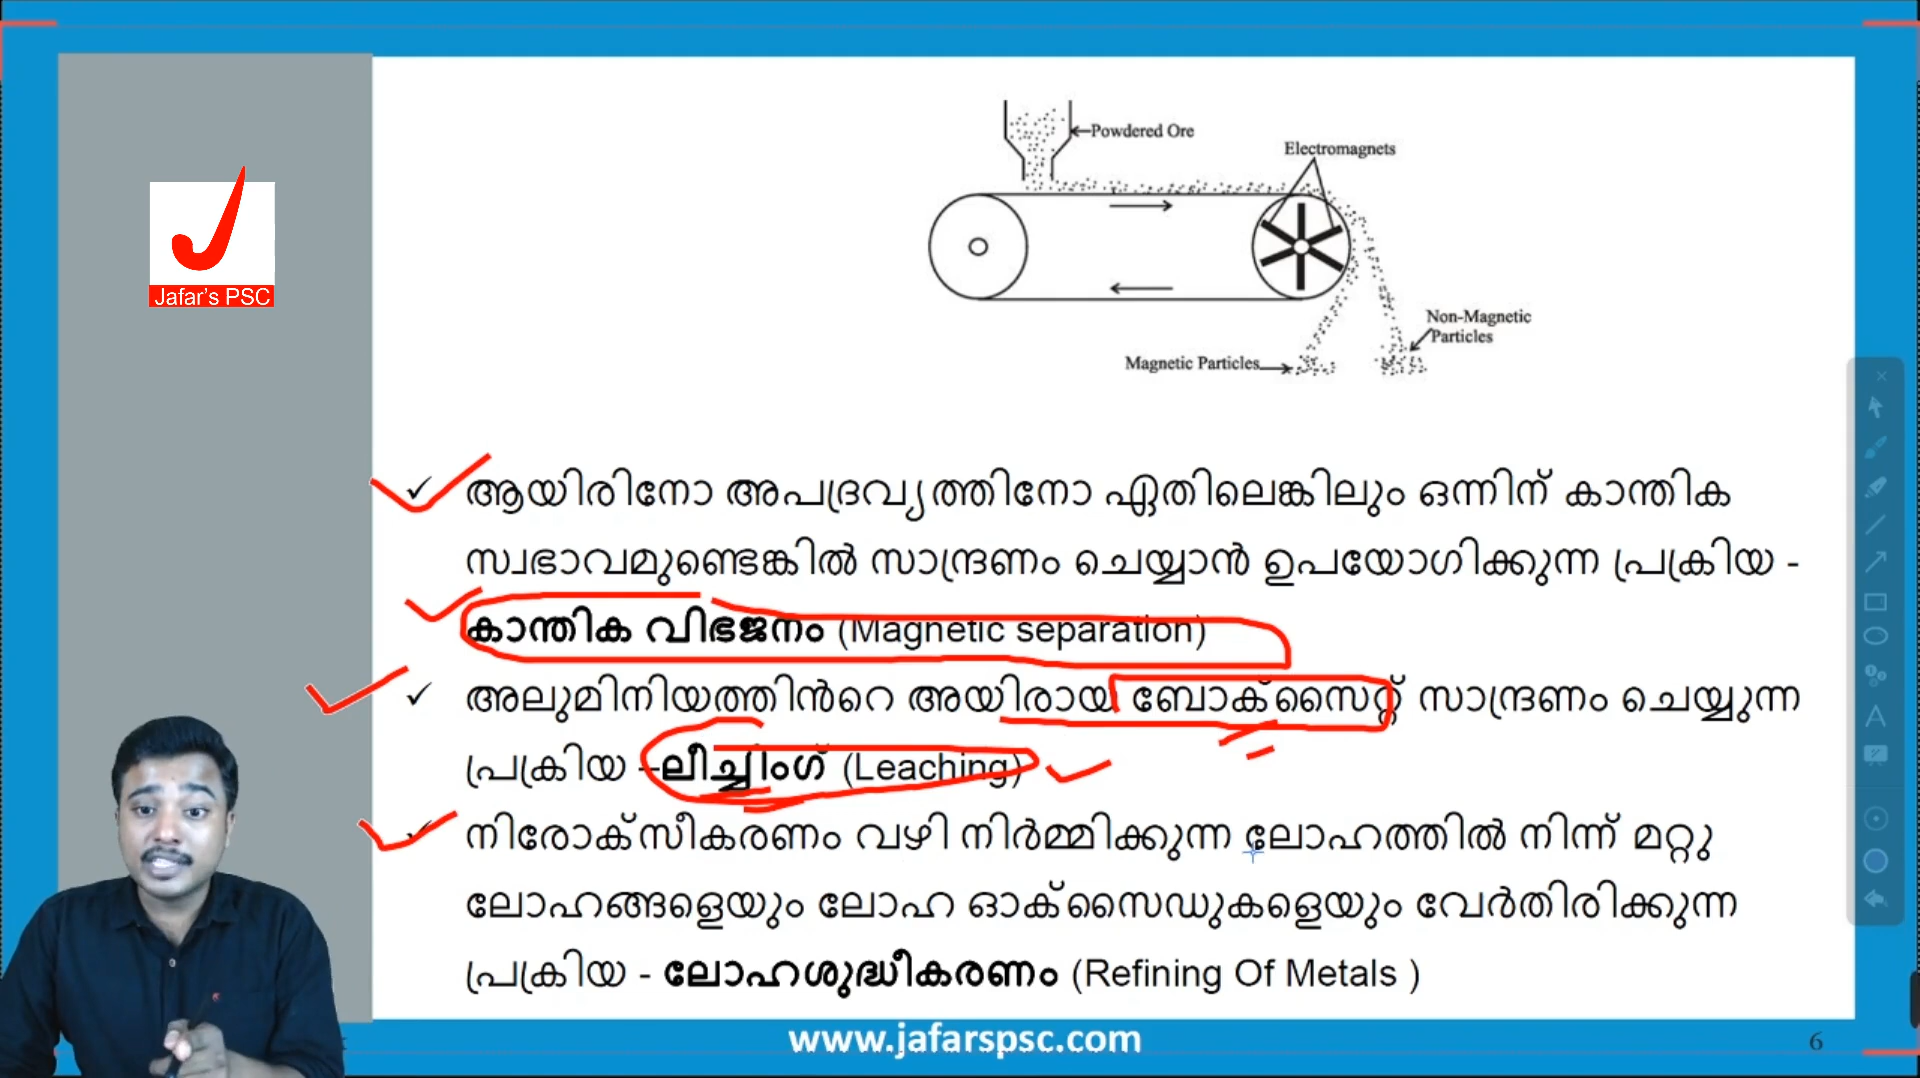 Powdered Ore
Electromagnets
Non-Magnetic
Particles
Magnetic Particles
Jafar's PSC
ആയിരിനോ അപദ്രവ്യത്തിനോ ഏതിലെങ്കിലും ഒന്നിന് കാന്തിക
സ്വഭാവമുണ്ടെങ്കിൽ സാന്ദ്രണം ചെയ്യാൻ ഉപയോഗിക്കുന്ന പ്രക്രിയ -
കാന്തിക വിഭജനം (Magnetic separation)
അലുമിനിയത്തിൻറെ അയിരായ ബോക്സൈറ്റ് സാന്ദ്രണം ചെയ്യുന്ന
പ്രക്രിയ –ലീച്ചിംഗ് (Leaching)
നിരോക്സീകരണം വഴി നിർമ്മിക്കുന്ന ലോഹത്തിൽ നിന്ന് മറ്റു
ലോഹങ്ങളെയും ലോഹ ഓക്സൈഡുകളെയും വേർതിരിക്കുന്ന
പ്രക്രിയ - ലോഹശുദ്ധീകരണം (Refining Of Metals )
www.jafarspsc.com
6